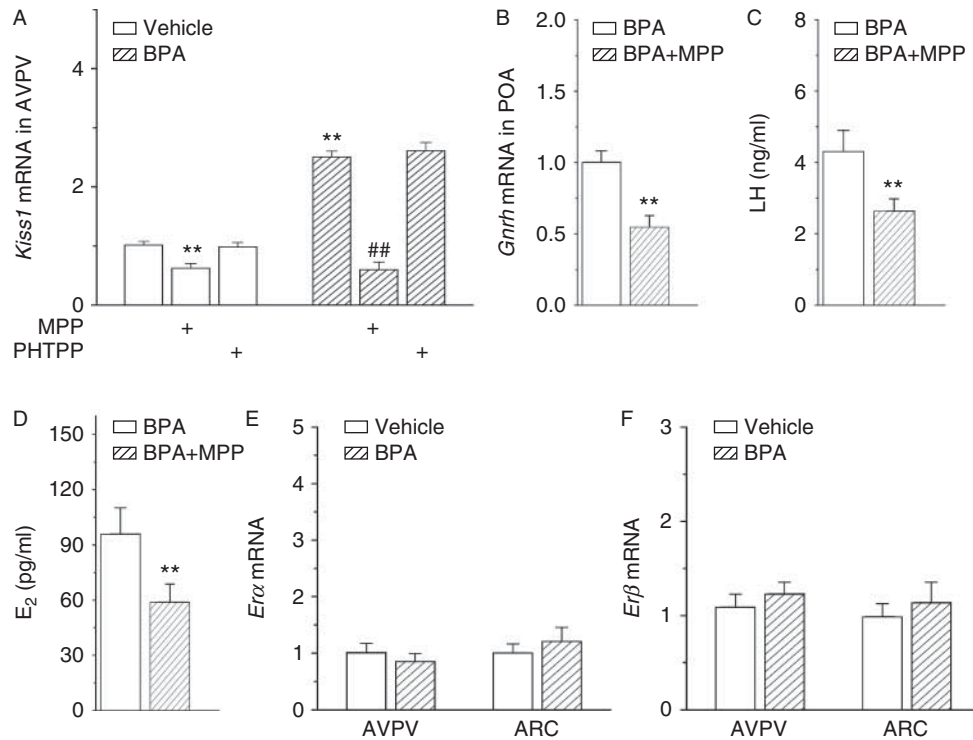 A
Vehicle
BPA
Kiss1 mRNA in AVPV
4
2
0
**
**
##
MPP + +
PHTPP + +
B
BPA
BPA+MPP
Gnrh mRNA in POA
2.0
1.5
1.0
0.5
0.0
**
C
BPA
BPA+MPP
LH (ng/ml)
8
6
4
2
0
**
D
BPA
BPA+MPP
E₂ (pg/ml)
150
120
90
60
30
0
**
E
Vehicle
BPA
Erα mRNA
5
4
3
2
1
0
AVPV ARC
F
Vehicle
BPA
Erβ mRNA
3
2
1
0
AVPV ARC